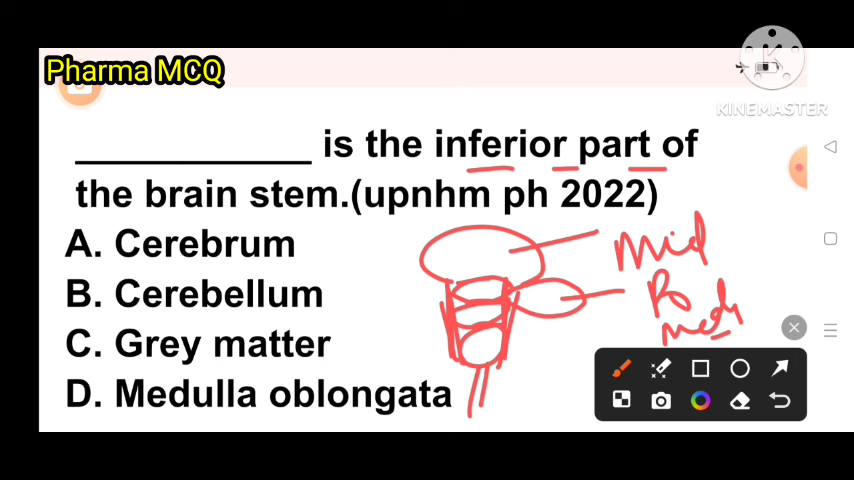 Pharma MCQ
KINEMASTER
____________ is the inferior part of
the brain stem.(upnhm ph 2022)
A. Cerebrum
B. Cerebellum
C. Grey matter
D. Medulla oblongata
Mid